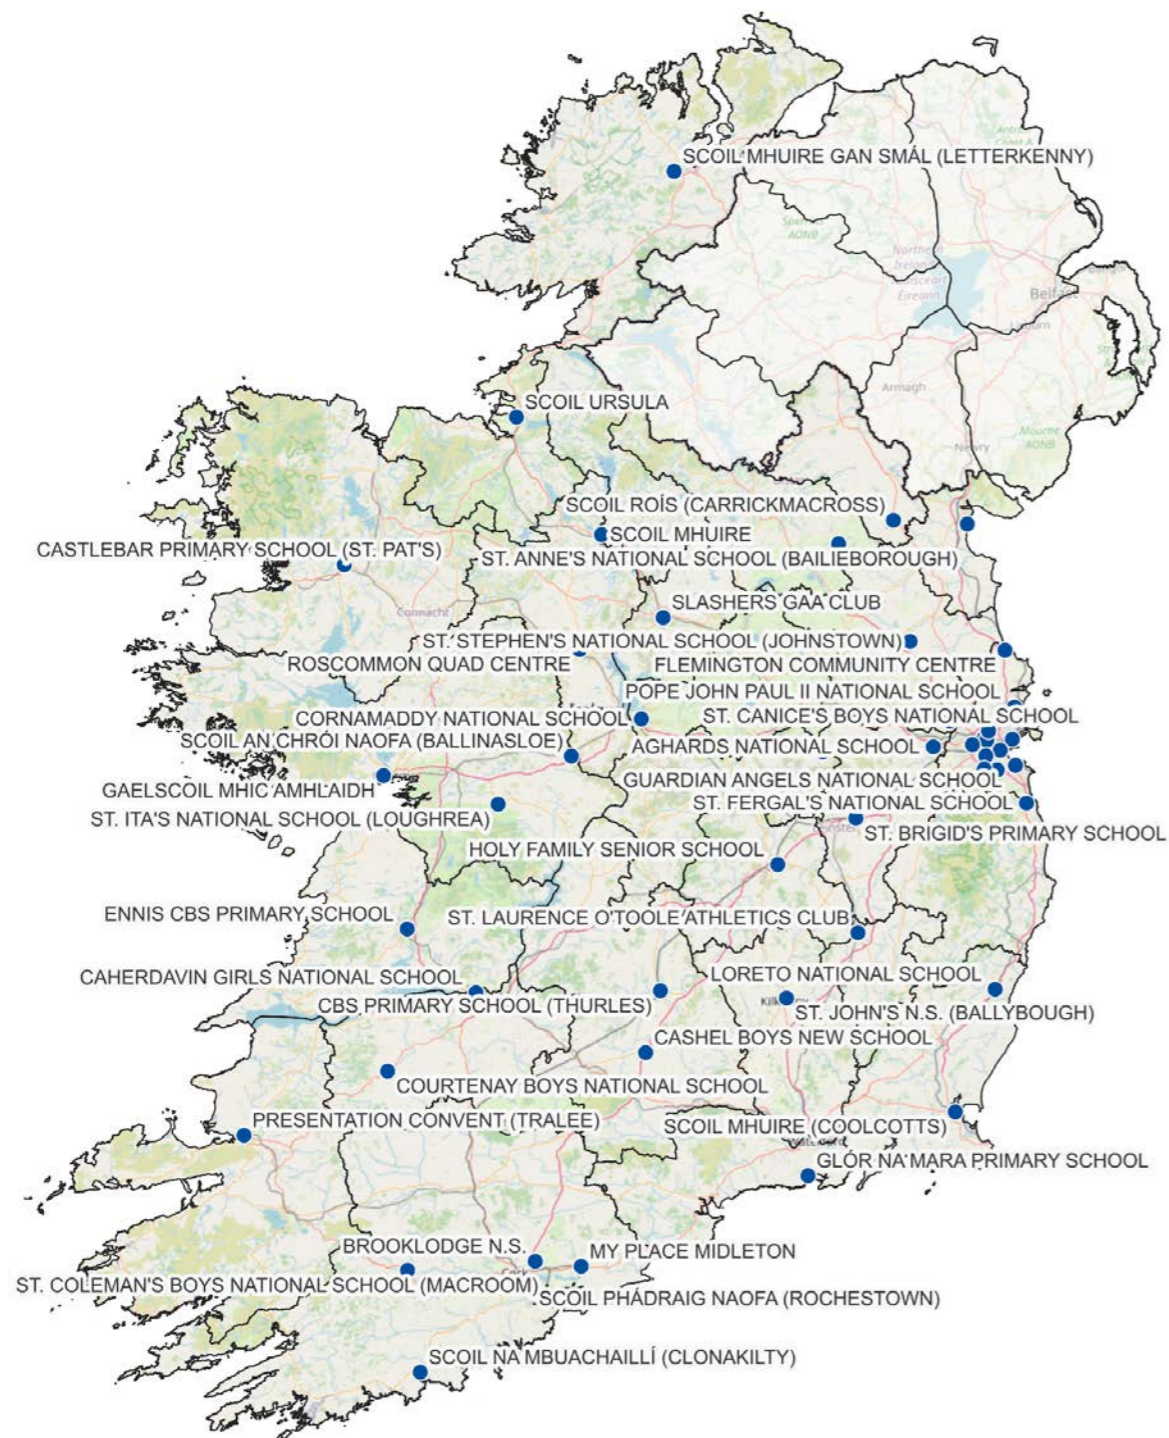 SCOIL MHUIRE GAN SMÁL (LETTERKENNY)
Northern
Ireland
Éireann
AONB
Belfast
Armagh
Mourne
AONB
SCOIL URSULA
SCOIL ROÍS (CARRICKMACROSS)
SCOIL MHUIRE
CASTLEBAR PRIMARY SCHOOL (ST. PAT'S)
ST. ANNE'S NATIONAL SCHOOL (BAILIEBOROUGH)
SLASHERS GAA CLUB
Connacht
ST. STEPHEN'S NATIONAL SCHOOL (JOHNSTOWN)
ROSCOMMON QUAD CENTRE
FLEMINGTON COMMUNITY CENTRE
POPE JOHN PAUL II NATIONAL SCHOOL
CORNAMADDY NATIONAL SCHOOL
ST. CANICE'S BOYS NATIONAL SCHOOL
SCOIL AN CHRÓI NAOFA (BALLINASLOE)
AGHARDS NATIONAL SCHOOL
GUARDIAN ANGELS NATIONAL SCHOOL
GAELSCOIL MHIC AMHLAIDH
ST. FERGAL'S NATIONAL SCHOOL
ST. ITA'S NATIONAL SCHOOL (LOUGHREA)
ST. BRIGID'S PRIMARY SCHOOL
HOLY FAMILY SENIOR SCHOOL
ENNIS CBS PRIMARY SCHOOL
ST. LAURENCE O'TOOLE ATHLETICS CLUB
CAHERDAVIN GIRLS NATIONAL SCHOOL
LORETO NATIONAL SCHOOL
CBS PRIMARY SCHOOL (THURLES)
ST. JOHN'S N.S. (BALLYBOUGH)
CASHEL BOYS NEW SCHOOL
COURTENAY BOYS NATIONAL SCHOOL
PRESENTATION CONVENT (TRALEE)
SCOIL MHUIRE (COOLCOTTS)
GLÓR NA MARA PRIMARY SCHOOL
BROOKLODGE N.S.
MY PLACE MIDLETON
ST. COLEMAN'S BOYS NATIONAL SCHOOL (MACROOM)
SCOIL PHÁDRAIG NAOFA (ROCHESTOWN)
SCOIL NA MBUACHAILLÍ (CLONAKILTY)